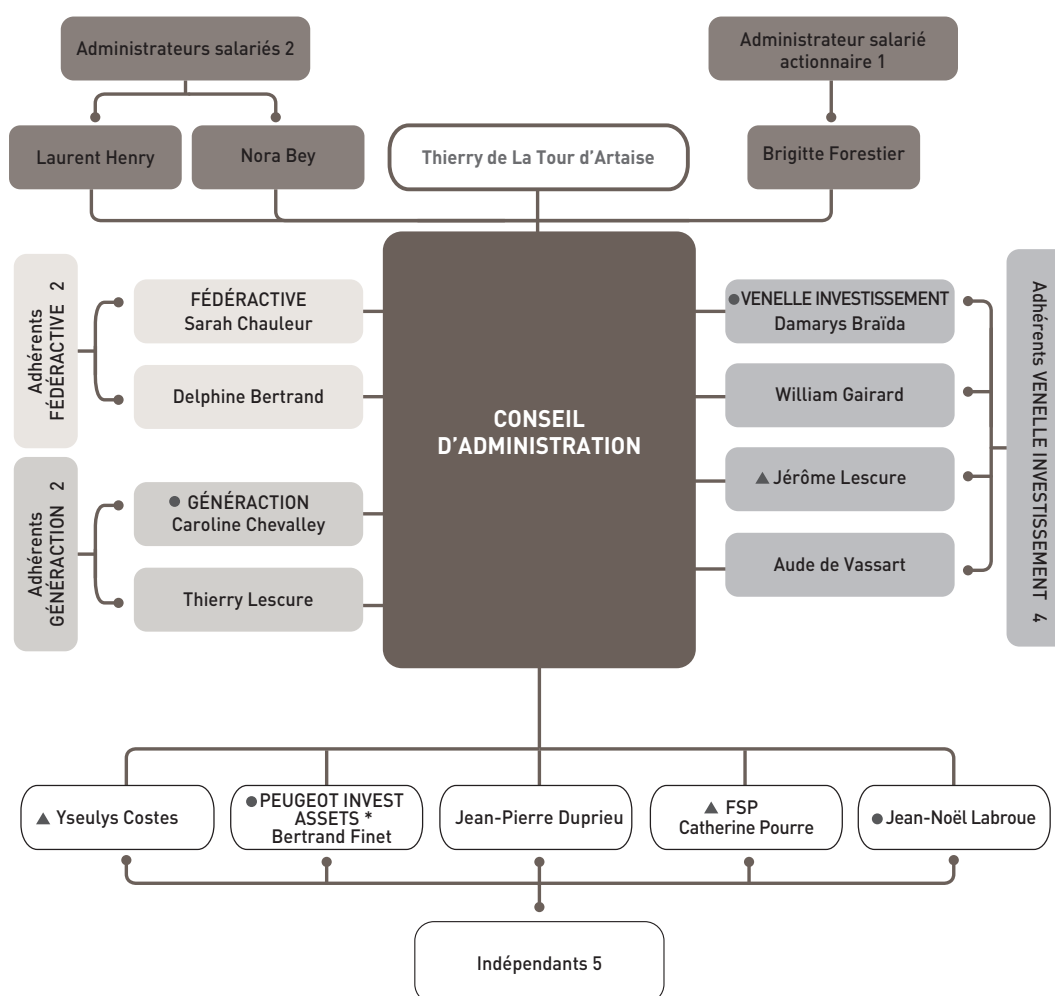 Administrateurs salariés 2
Administrateur salarié
actionnaire 1
Laurent Henry
Nora Bey
Thierry de La Tour d’Artaise
Brigitte Forestier
Adhérents
FÉDÉRACTIVE 2
FÉDÉRACTIVE
Sarah Chauleur
Delphine Bertrand
Adhérents
GÉNÉRACTION 2
● GÉNÉRACTION
Caroline Chevalley
Thierry Lescure
CONSEIL
D’ADMINISTRATION
● VENELLE INVESTISSEMENT
Damarys Braïda
William Gairard
▲ Jérôme Lescure
Aude de Vassart
Adhérents VENELLE INVESTISSEMENT 4
▲ Yseulys Costes
● PEUGEOT INVEST
ASSETS *
Bertrand Finet
Jean-Pierre Duprieu
▲ FSP
Catherine Pourre
● Jean-Noël Labroue
Indépendants 5